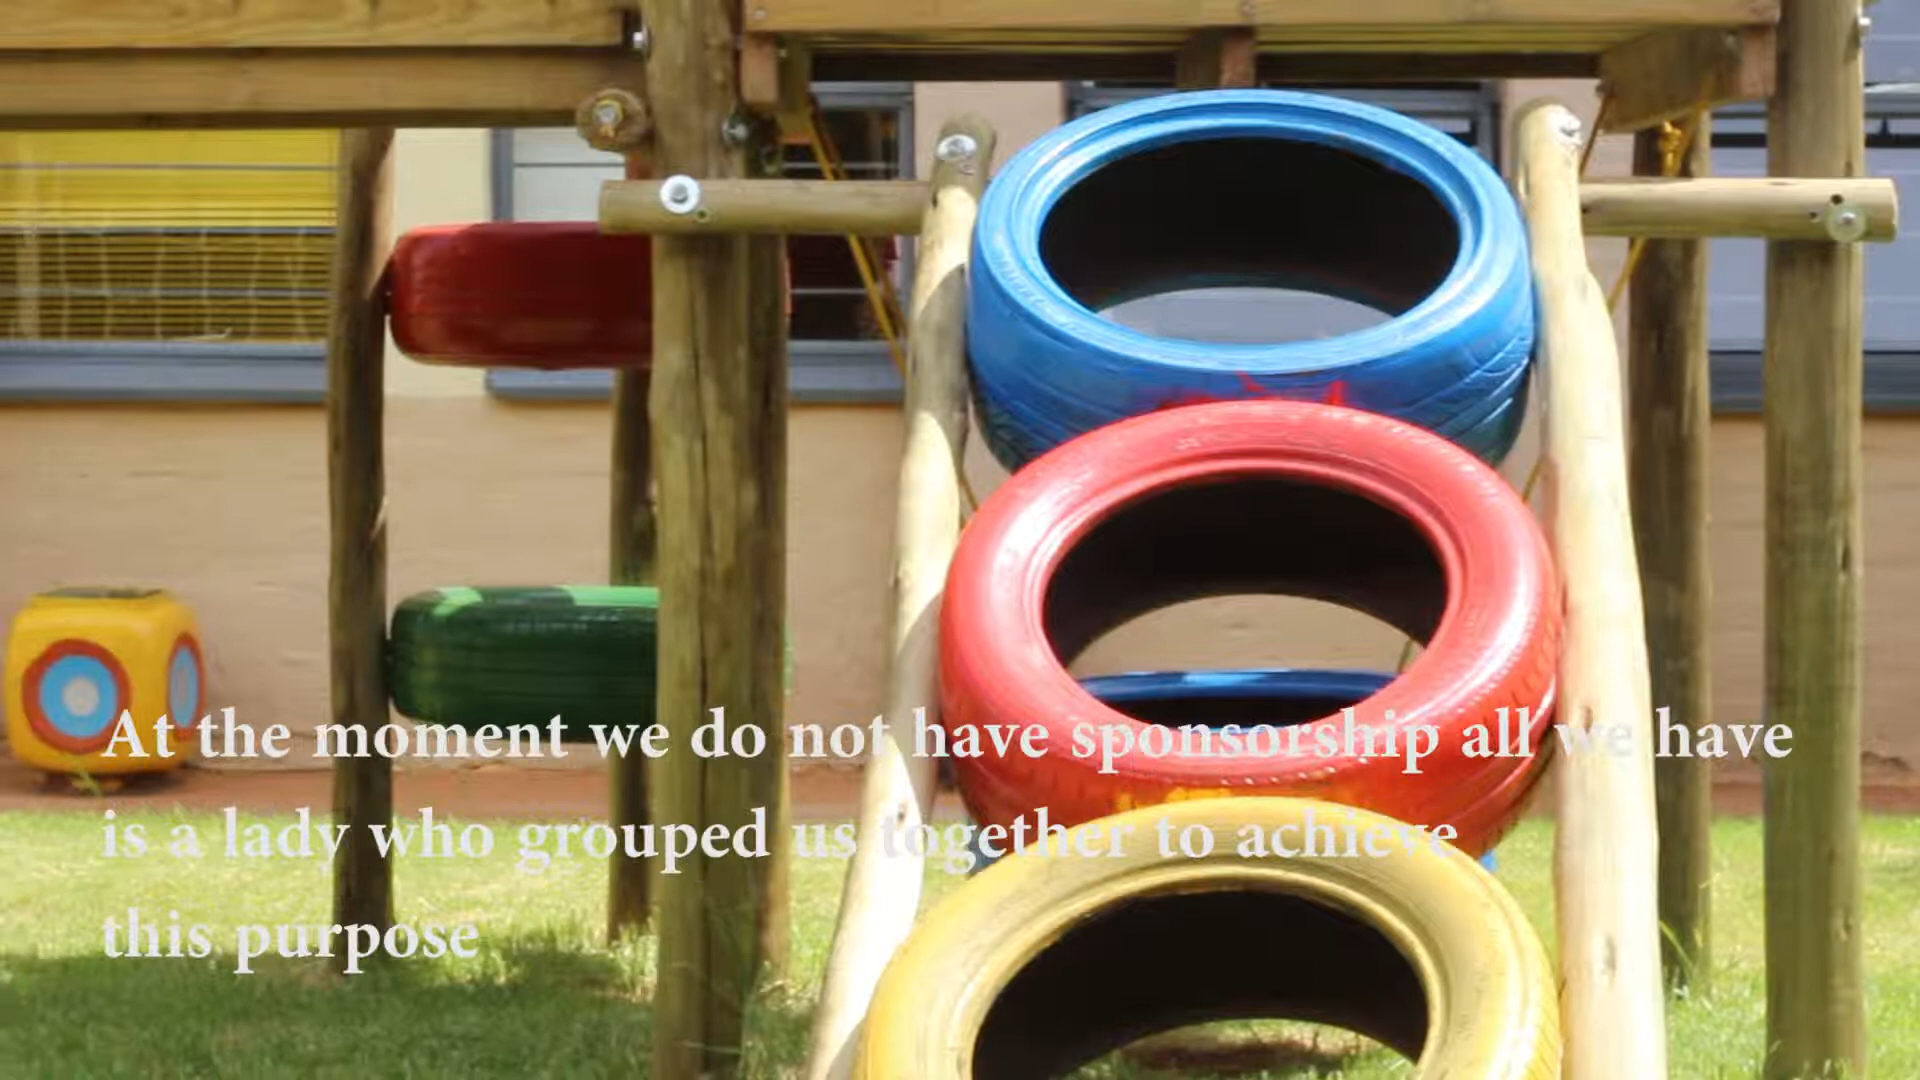 At the moment we do not have sponsorship all we have
is a lady who grouped us together to achieve
this purpose